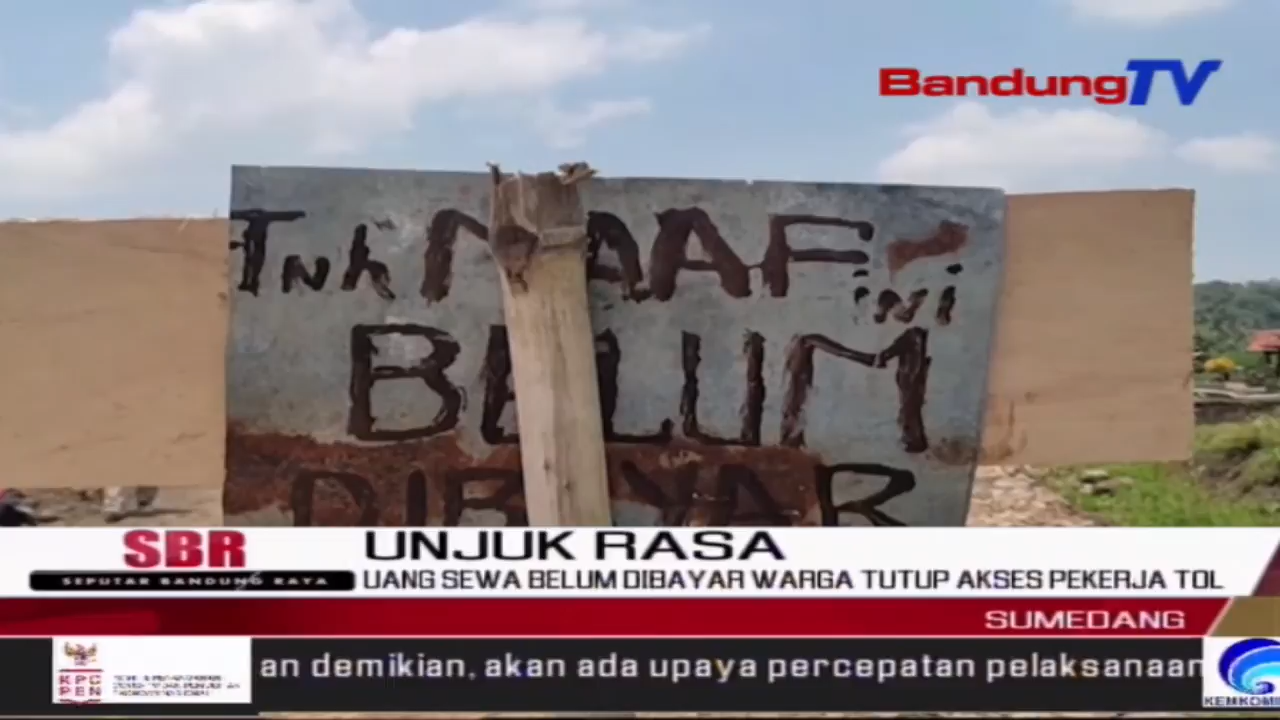 BandungTV
Tnh MAAF
ini
BELUM
DIBAYAR
SBR
SEPUTAR BANDUNG RAYA
UNJUK RASA
UANG SEWA BELUM DIBAYAR WARGA TUTUP AKSES PEKERJA TOL
SUMEDANG
KPC
PEN
an demikian, akan ada upaya percepatan pelaksanaan
KEMKOMI